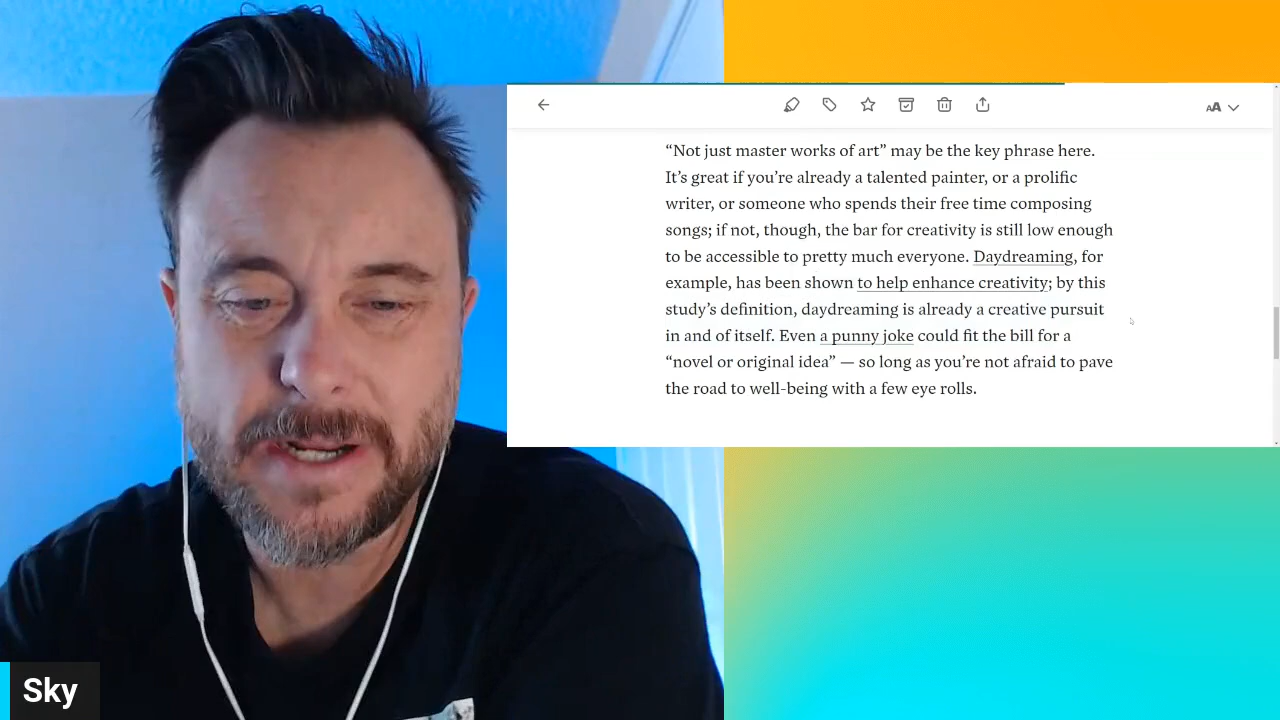 AA
“Not just master works of art” may be the key phrase here.
It’s great if you’re already a talented painter, or a prolific
writer, or someone who spends their free time composing
songs; if not, though, the bar for creativity is still low enough
to be accessible to pretty much everyone. Daydreaming, for
example, has been shown to help enhance creativity; by this
study’s definition, daydreaming is already a creative pursuit
in and of itself. Even a punny joke could fit the bill for a
“novel or original idea” — so long as you’re not afraid to pave
the road to well-being with a few eye rolls.
Sky